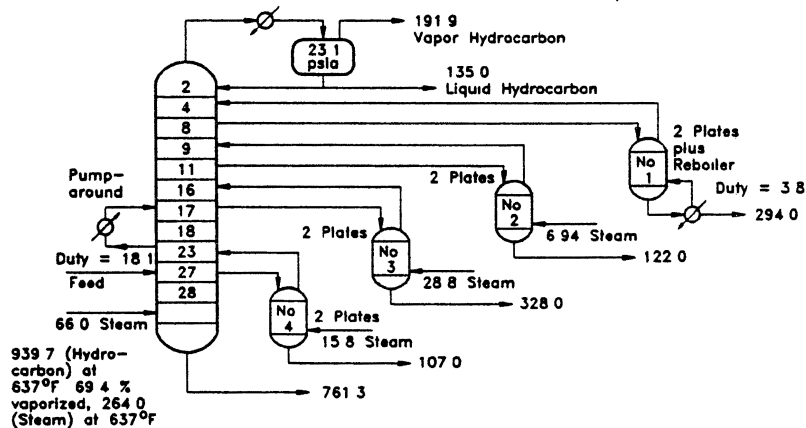 191 9
Vapor Hydrocarbon
23 1
psia
135 0
Liquid Hydrocarbon
2
4
8
9
11
16
17
18
23
27
28
2 Plates
plus
Reboiler
No
1
Duty = 3 8
294 0
2 Plates
No
2
6 94 Steam
122 0
Pump-
around
2 Plates
No
3
28 8 Steam
328 0
Duty = 18 1
Feed
No
4
2 Plates
15 8 Steam
107 0
66 0 Steam
939 7 (Hydro-
carbon) at
637°F 69 4 %
vaporized, 264 0
(Steam) at 637°F
761 3